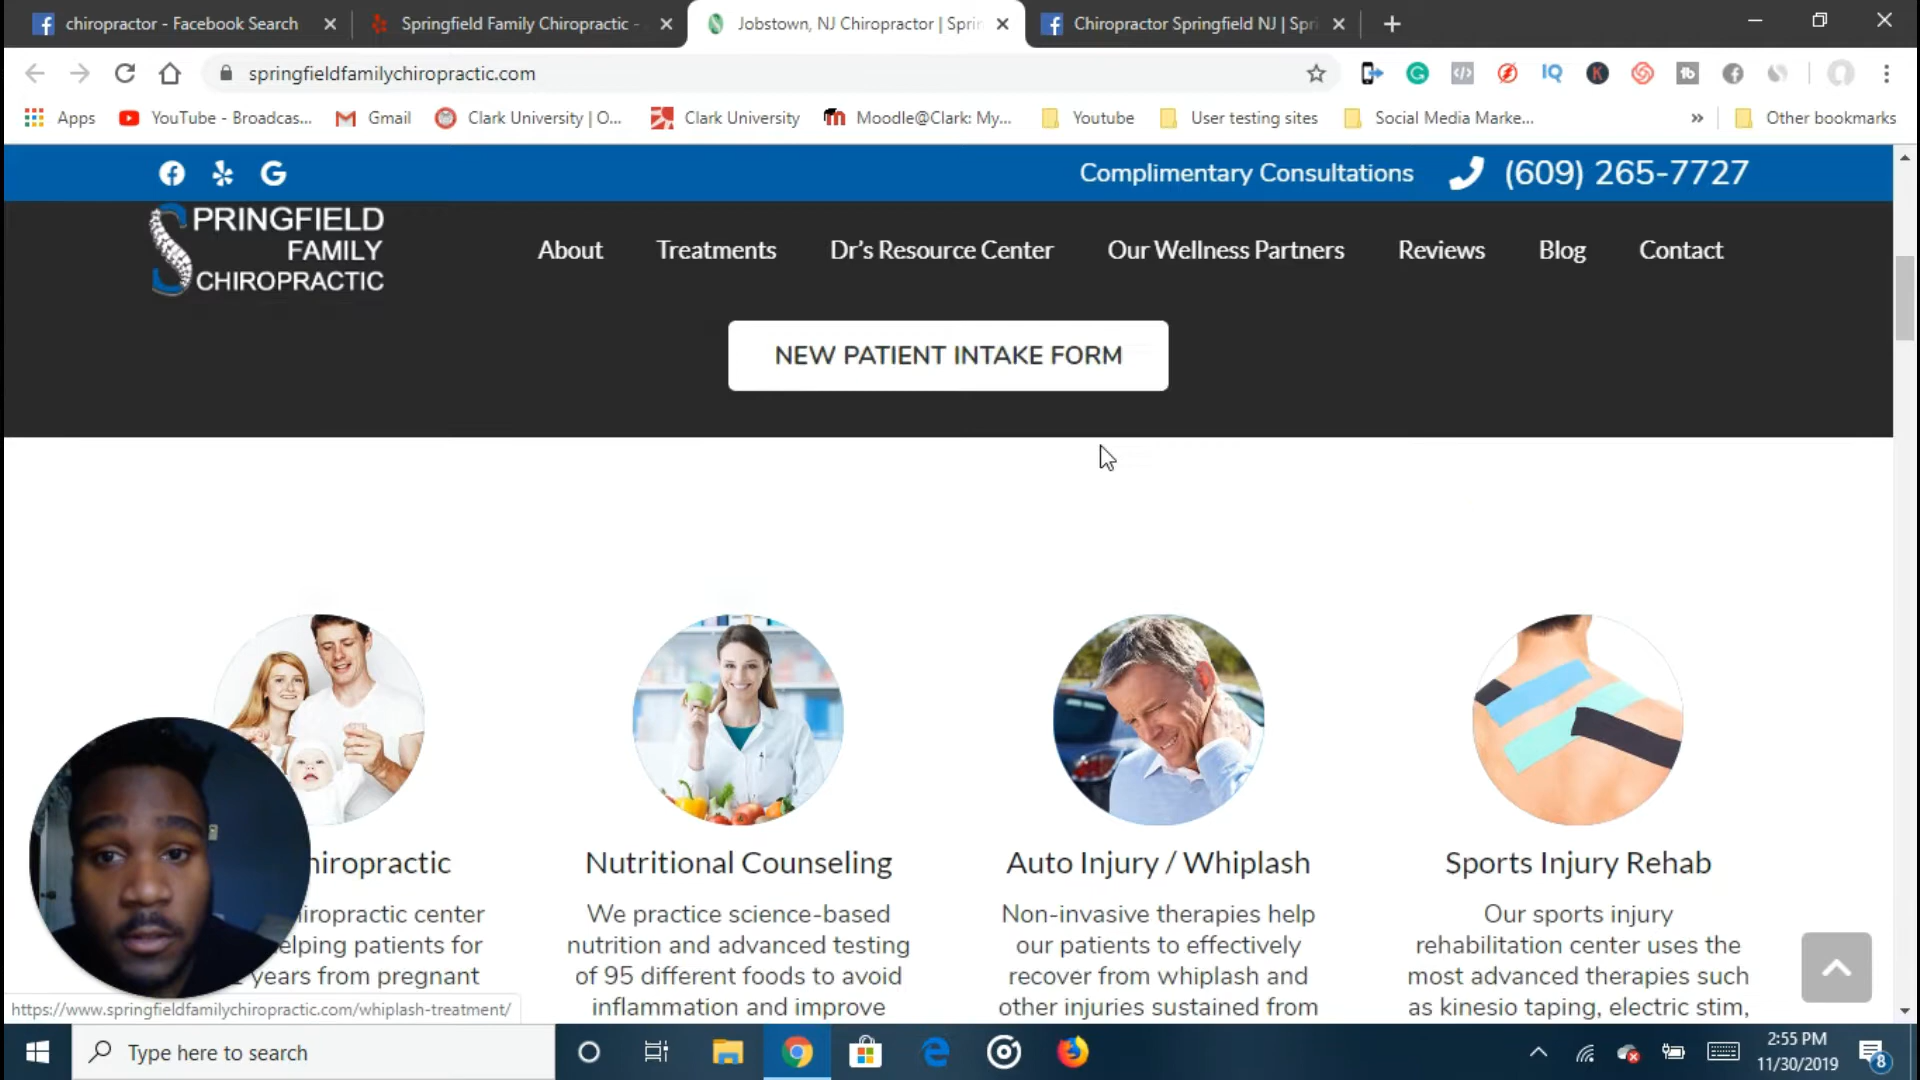 chiropractor - Facebook Search
Springfield Family Chiropractic -
Jobstown, NJ Chiropractor | Sprin
Chiropractor Springfield NJ | Spri
springfieldfamilychiropractic.com
Apps
YouTube - Broadcas...
Gmail
Clark University | O...
Clark University
Moodle@Clark: My...
Youtube
User testing sites
Social Media Marke...
»
Other bookmarks
Complimentary Consultations
(609) 265-7727
SPRINGFIELD
FAMILY
CHIROPRACTIC
About
Treatments
Dr's Resource Center
Our Wellness Partners
Reviews
Blog
Contact
NEW PATIENT INTAKE FORM
hiropractic
iropractic center
elping patients for
years from pregnant
Nutritional Counseling
We practice science-based
nutrition and advanced testing
of 95 different foods to avoid
inflammation and improve
Auto Injury / Whiplash
Non-invasive therapies help
our patients to effectively
recover from whiplash and
other injuries sustained from
Sports Injury Rehab
Our sports injury
rehabilitation center uses the
most advanced therapies such
as kinesio taping, electric stim,
https://www.springfieldfamilychiropractic.com/whiplash-treatment/
Type here to search
2:55 PM
11/30/2019
8